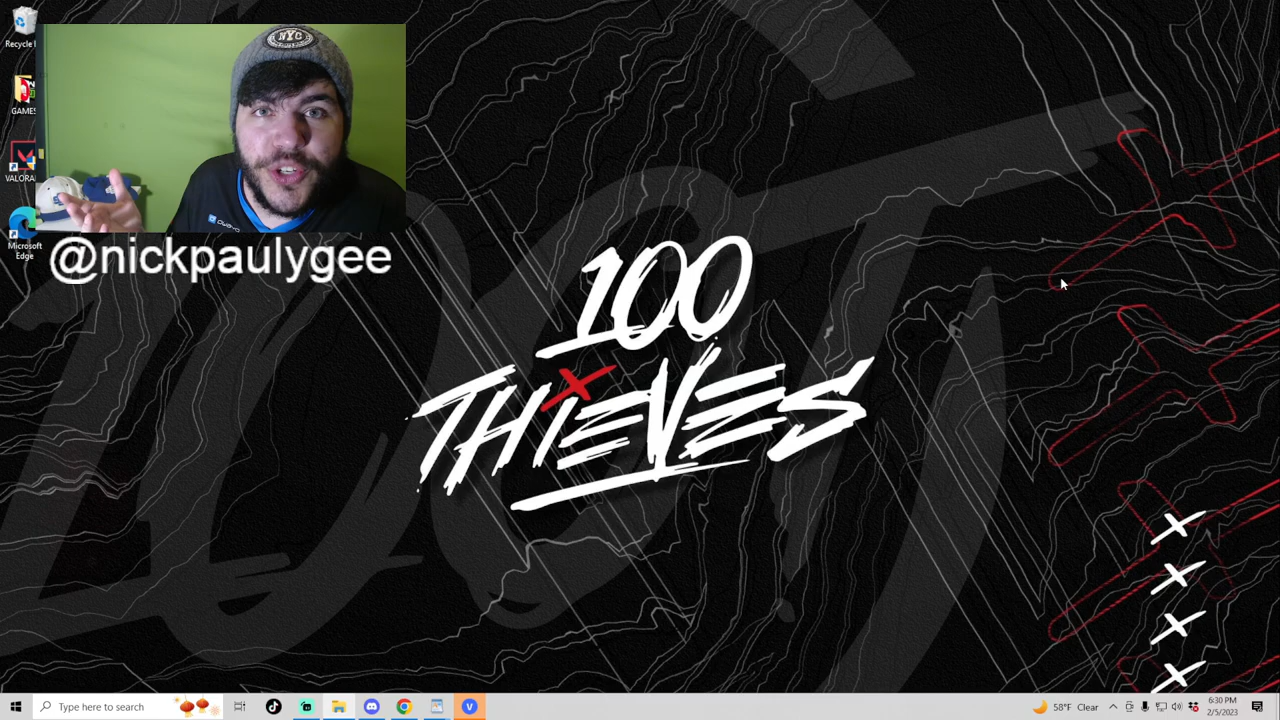 Recycle
NYC
GAMES
VALORA
Microsoft
Edge
owayo
@nickpaulygee
100
THIEVES
Type here to search
V
58°F Clear
6:30 PM
2/5/2023